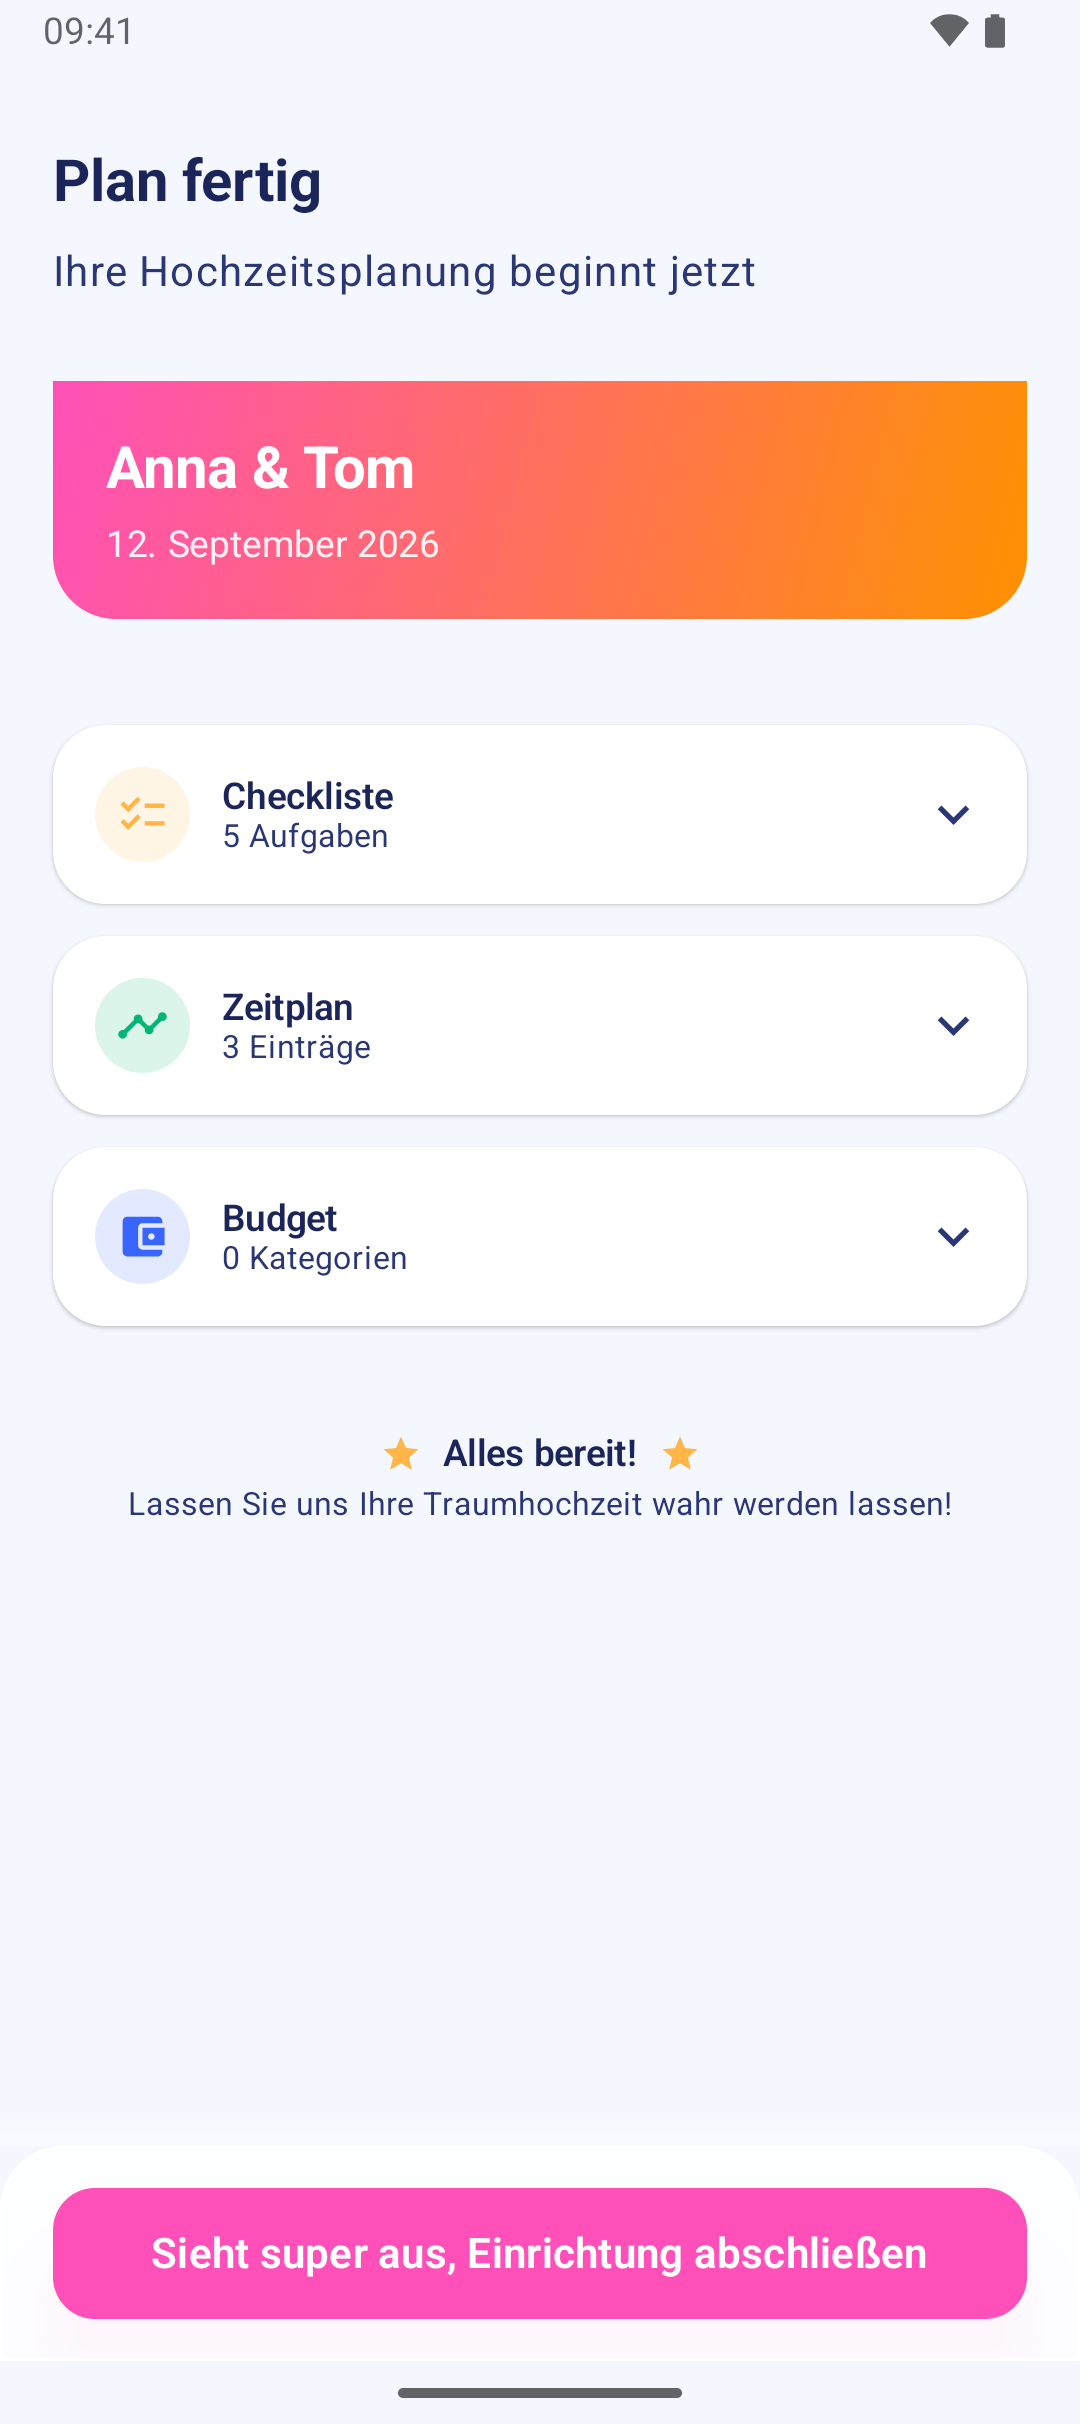 09:41
Plan fertig
Ihre Hochzeitsplanung beginnt jetzt
Anna & Tom
12. September 2026
Checkliste
5 Aufgaben
Zeitplan
3 Einträge
Budget
0 Kategorien
Alles bereit!
Lassen Sie uns Ihre Traumhochzeit wahr werden lassen!
Sieht super aus, Einrichtung abschließen